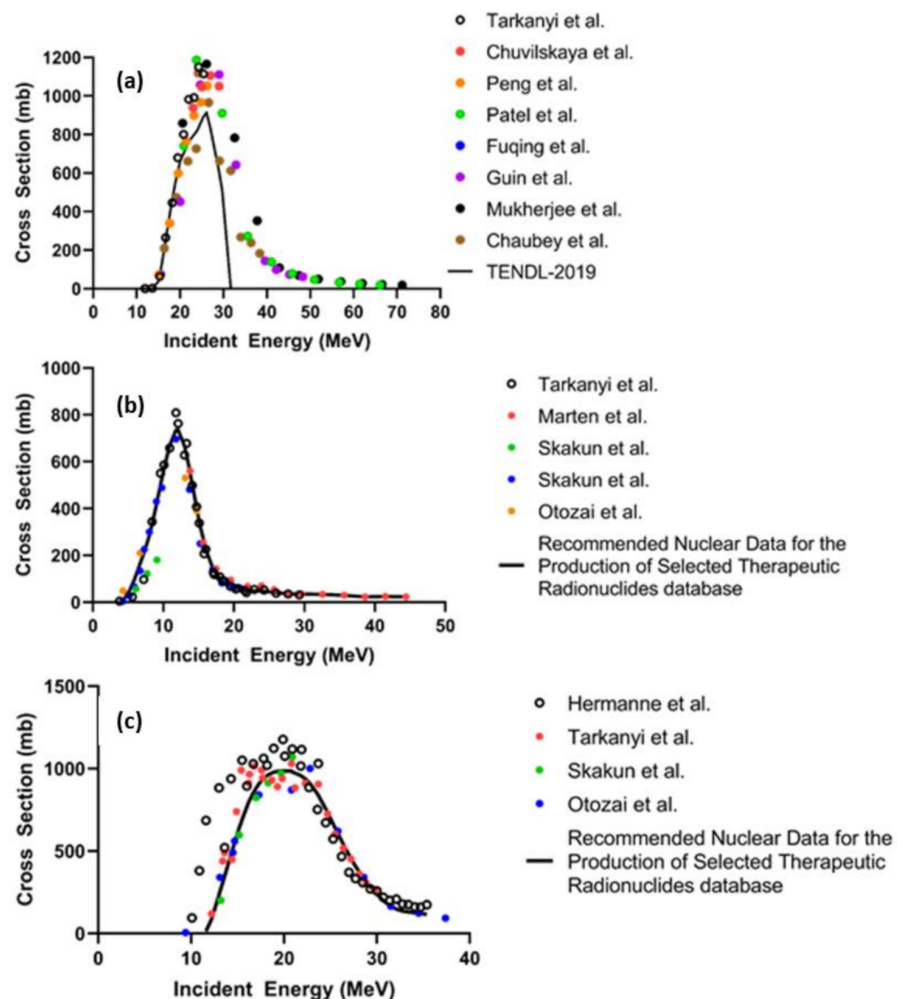 (a)
Cross Section (mb)
1200
1000
800
600
400
200
0
0 10 20 30 40 50 60 70 80
Incident Energy (MeV)
Tarkanyi et al.
Chuvilskaya et al.
Peng et al.
Patel et al.
Fuqing et al.
Guin et al.
Mukherjee et al.
Chaubey et al.
TENDL-2019
(b)
Cross Section (mb)
1000
800
600
400
200
0
0 10 20 30 40 50
Incident Energy (MeV)
Tarkanyi et al.
Marten et al.
Skakun et al.
Skakun et al.
Otozai et al.
Recommended Nuclear Data for the
Production of Selected Therapeutic
Radionuclides database
(c)
Cross Section (mb)
1500
1000
500
0
0 10 20 30 40
Incident Energy (MeV)
Hermanne et al.
Tarkanyi et al.
Skakun et al.
Otozai et al.
Recommended Nuclear Data for the
Production of Selected Therapeutic
Radionuclides database